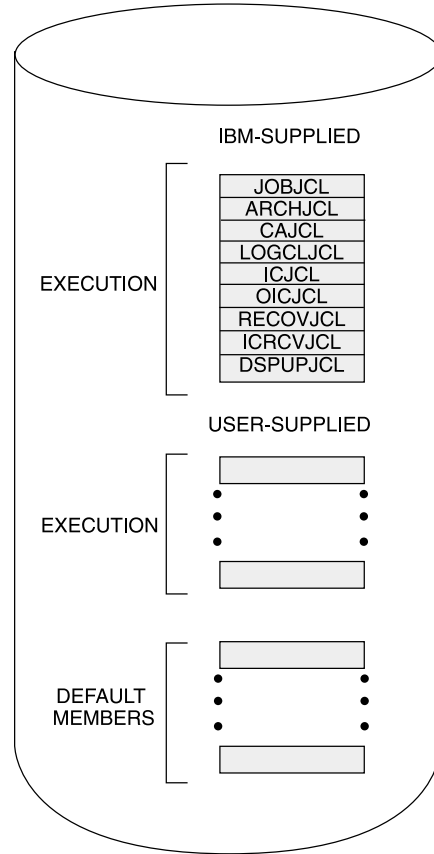 IBM-SUPPLIED
EXECUTION
JOBJCL
ARCHJCL
CAJCL
LOGCLJCL
ICJCL
OICJCL
RECOVJCL
ICRCVJCL
DSPUPJCL
USER-SUPPLIED
EXECUTION
DEFAULT
MEMBERS